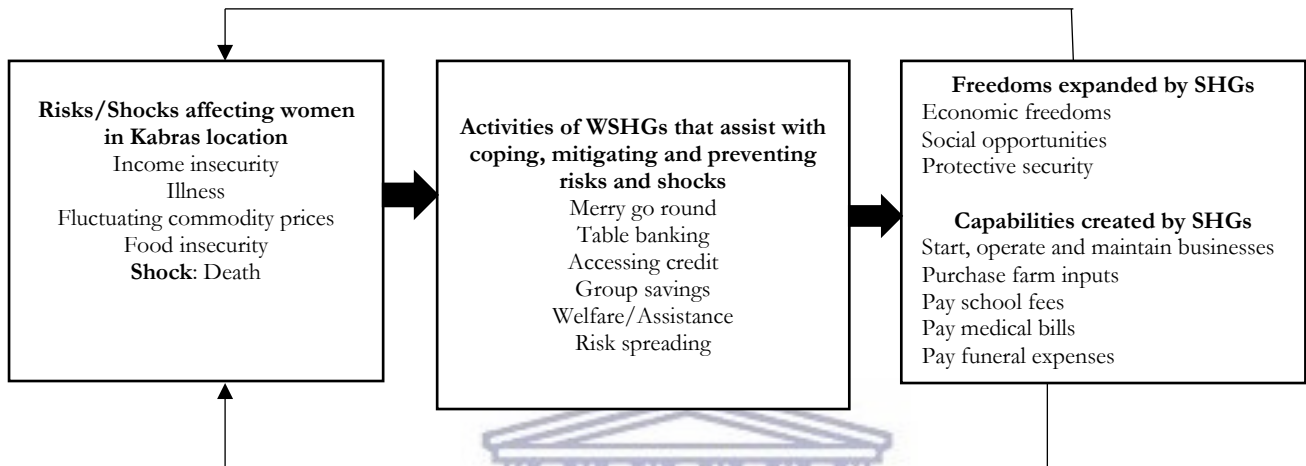 Risks/Shocks affecting women
in Kabras location
Income insecurity
Illness
Fluctuating commodity prices
Food insecurity
Shock: Death
Activities of WSHGs that assist with
coping, mitigating and preventing
risks and shocks
Merry go round
Table banking
Accessing credit
Group savings
Welfare/Assistance
Risk spreading
Freedoms expanded by SHGs
Economic freedoms
Social opportunities
Protective security
Capabilities created by SHGs
Start, operate and maintain businesses
Purchase farm inputs
Pay school fees
Pay medical bills
Pay funeral expenses